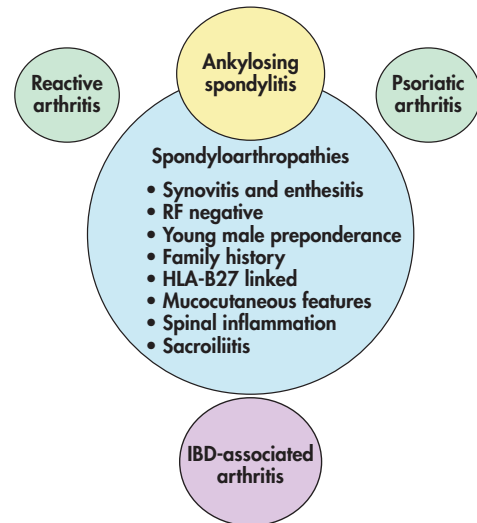 Ankylosing
spondylitis
Reactive
arthritis
Psoriatic
arthritis
Spondyloarthropathies
• Synovitis and enthesitis
• RF negative
• Young male preponderance
• Family history
• HLA-B27 linked
• Mucocutaneous features
• Spinal inflammation
• Sacroiliitis
IBD-associated
arthritis